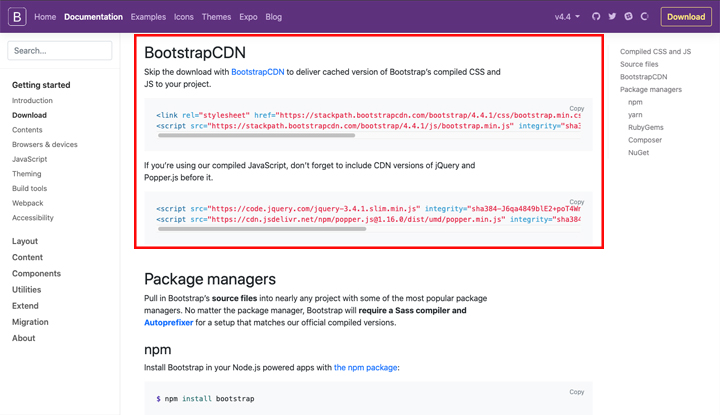 B Home Documentation Examples Icons Themes Expo Blog v4.4 Download
Search...
Getting started
Introduction
Download
Contents
Browsers & devices
JavaScript
Theming
Build tools
Webpack
Accessibility
Layout
Content
Components
Utilities
Extend
Migration
About
BootstrapCDN
Skip the download with BootstrapCDN to deliver cached version of Bootstrap's compiled CSS and
JS to your project.
Copy
<link rel="stylesheet" href="https://stackpath.bootstrapcdn.com/bootstrap/4.4.1/css/bootstrap.min.cs
<script src="https://stackpath.bootstrapcdn.com/bootstrap/4.4.1/js/bootstrap.min.js" integrity="sha3
If you're using our compiled JavaScript, don't forget to include CDN versions of jQuery and
Popper.js before it.
Copy
<script src="https://code.jquery.com/jquery-3.4.1.slim.min.js" integrity="sha384-J6qa4849blE2+poT4Wn
<script src="https://cdn.jsdelivr.net/npm/popper.js@1.16.0/dist/umd/popper.min.js" integrity="sha384
Package managers
Pull in Bootstrap's source files into nearly any project with some of the most popular package
managers. No matter the package manager, Bootstrap will require a Sass compiler and
Autoprefixer for a setup that matches our official compiled versions.
npm
Install Bootstrap in your Node.js powered apps with the npm package:
Copy
$ npm install bootstrap
Compiled CSS and JS
Source files
BootstrapCDN
Package managers
npm
yarn
RubyGems
Composer
NuGet